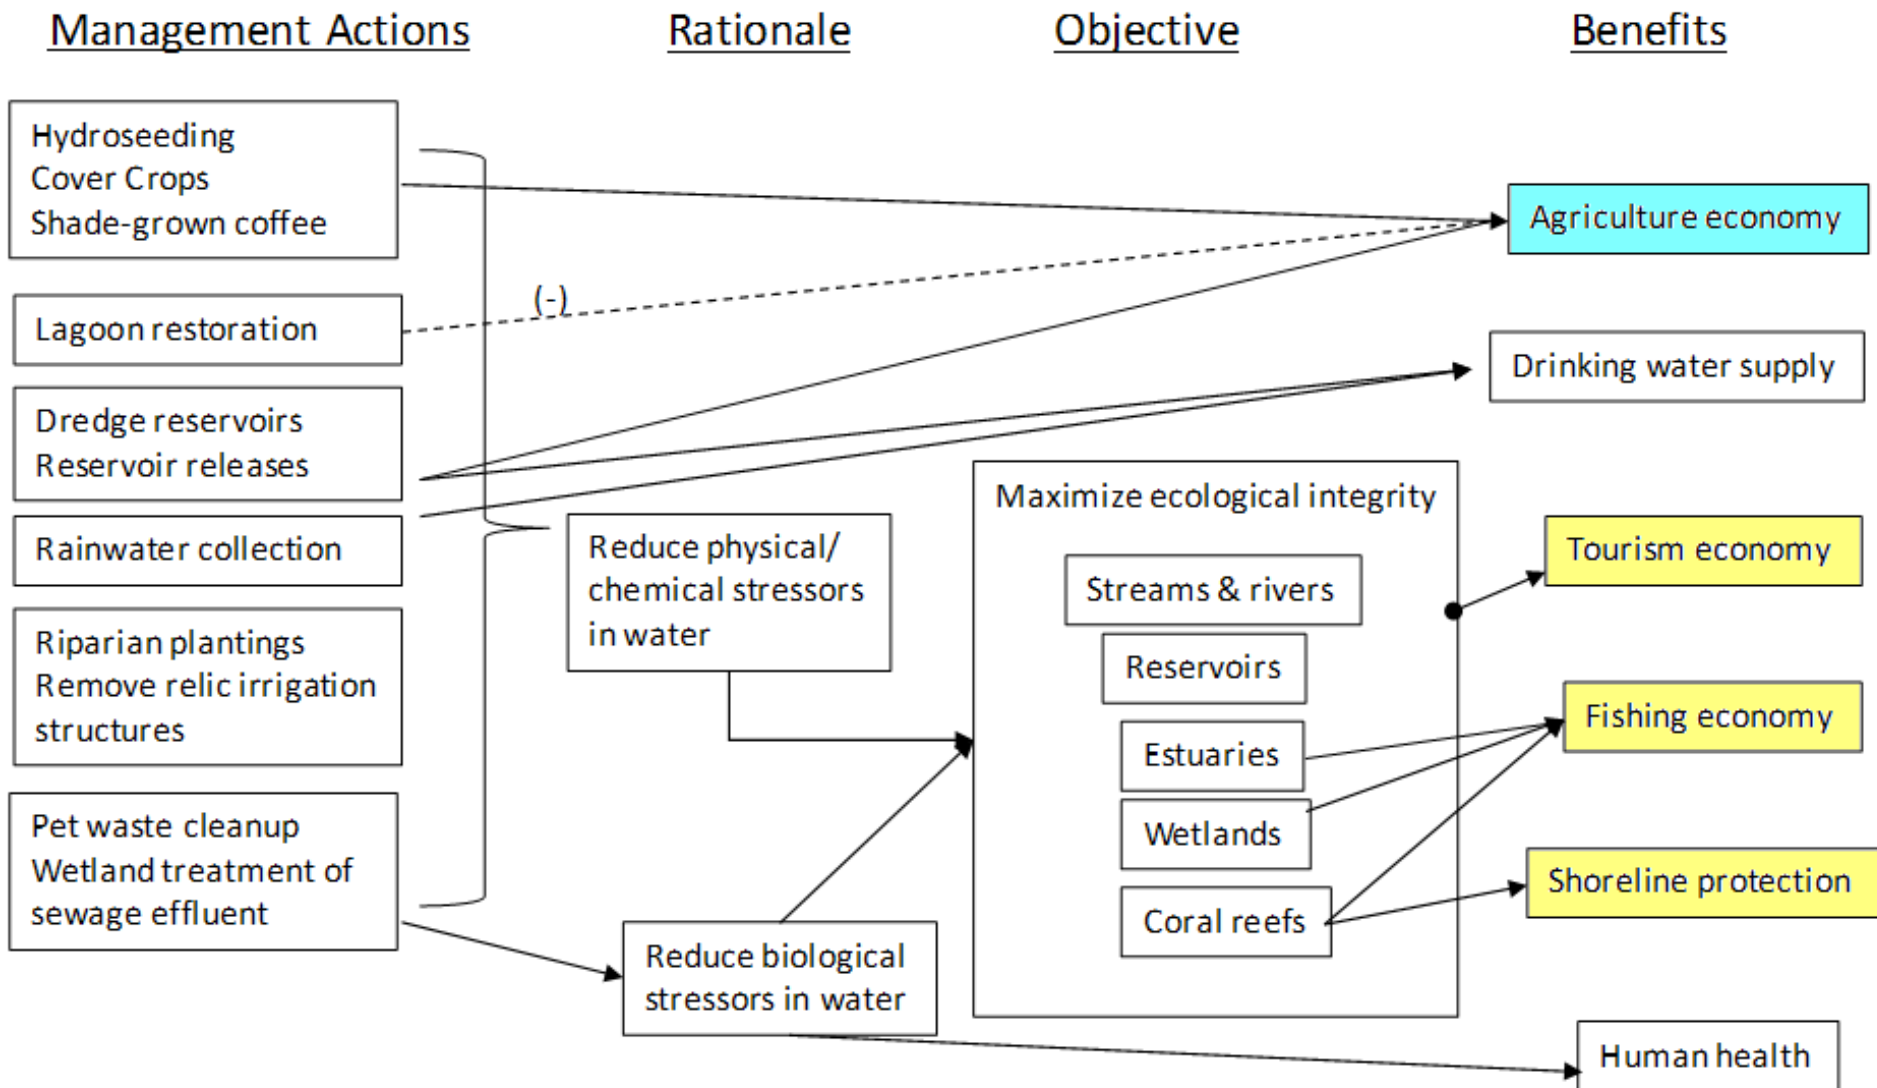 Management Actions
Rationale
Objective
Benefits
Hydroseeding
Cover Crops
Shade-grown coffee
Lagoon restoration
Dredge reservoirs
Reservoir releases
Rainwater collection
Riparian plantings
Remove relic irrigation
structures
Pet waste cleanup
Wetland treatment of
sewage effluent
(-)
Reduce physical/
chemical stressors
in water
Reduce biological
stressors in water
Maximize ecological integrity
Streams & rivers
Reservoirs
Estuaries
Wetlands
Coral reefs
Agriculture economy
Drinking water supply
Tourism economy
Fishing economy
Shoreline protection
Human health